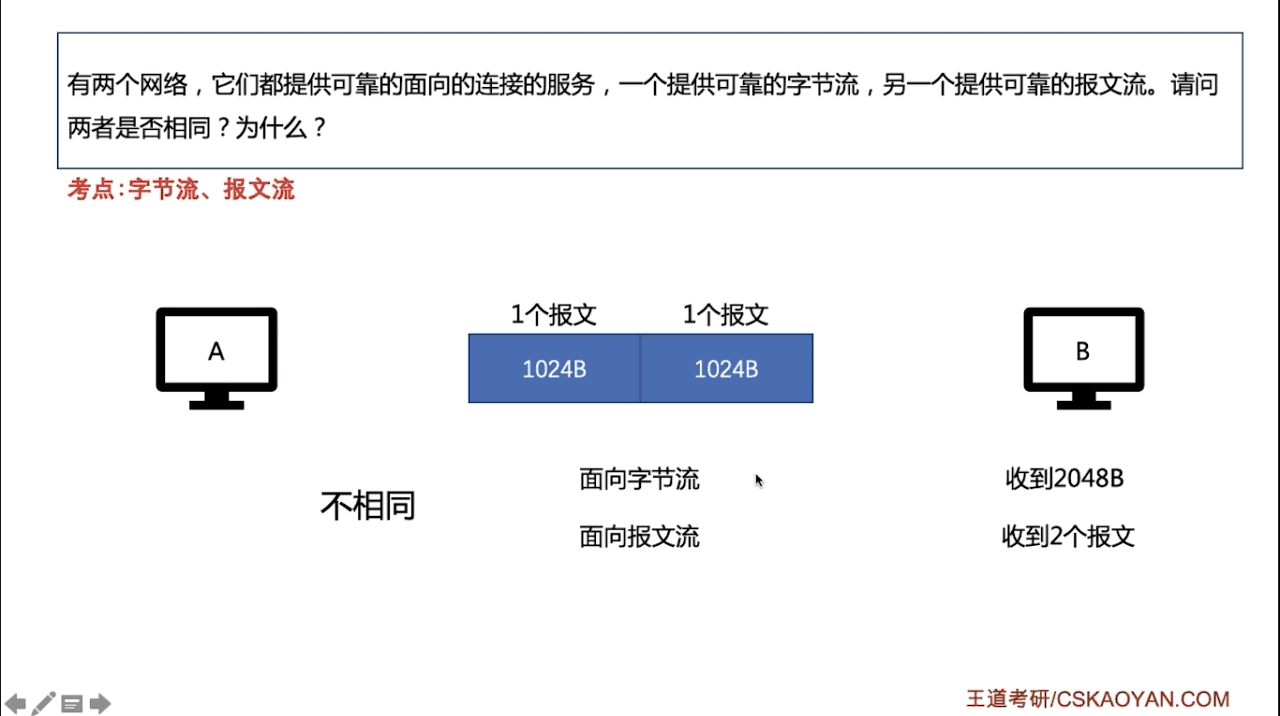 有两个网络，它们都提供可靠的面向的连接的服务，一个提供可靠的字节流，另一个提供可靠的报文流。请问
两者是否相同？为什么？
考点:字节流、报文流
1个报文 1个报文
A 1024B 1024B B
面向字节流 收到2048B
不相同
面向报文流 收到2个报文
王道考研/CSKAOYAN.COM